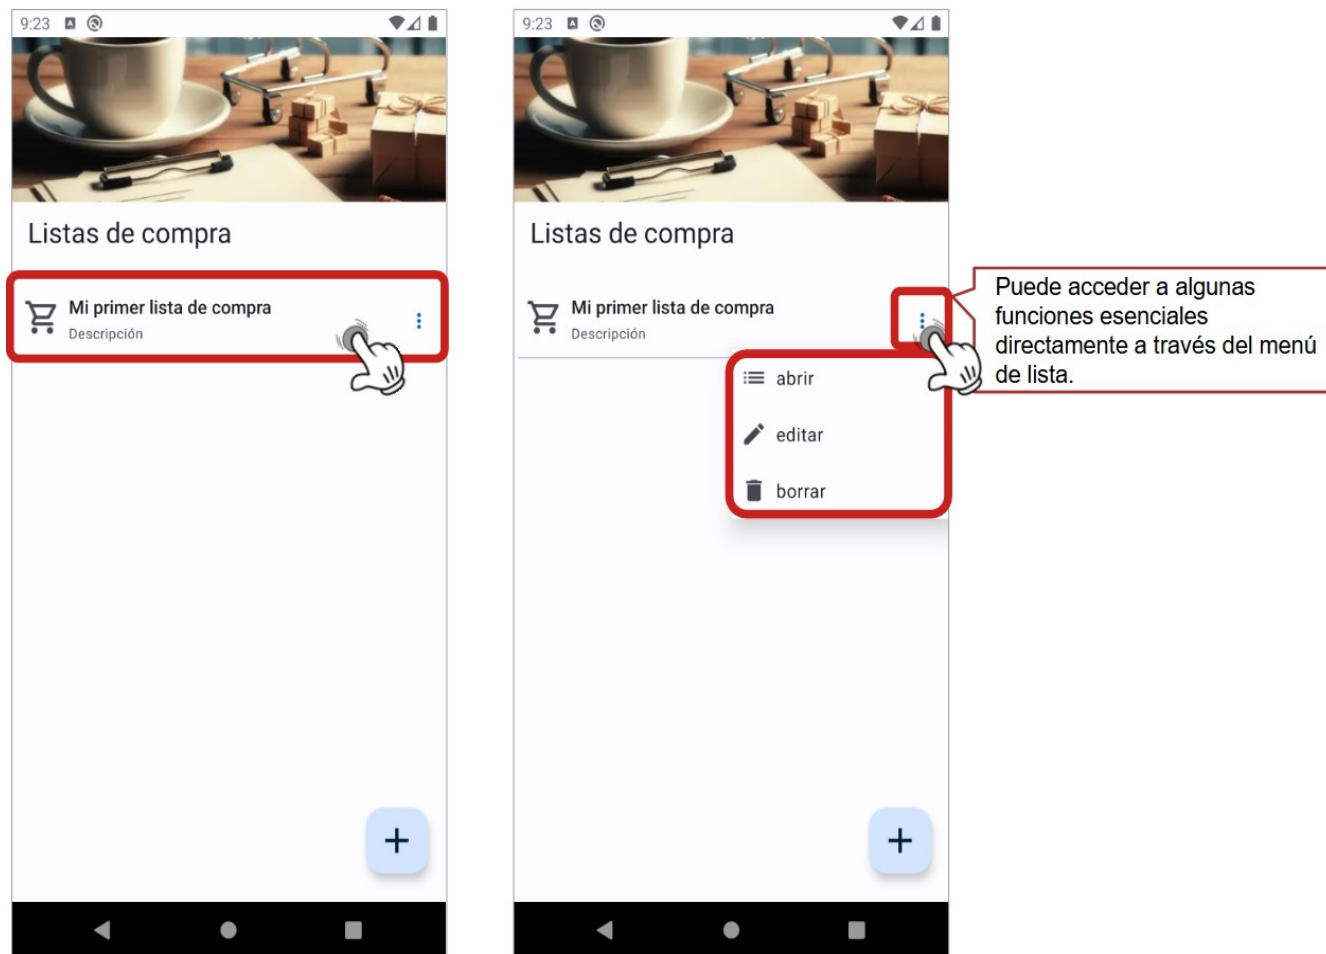 9:23
Listas de compra
Mi primer lista de compra
Descripción
9:23
Listas de compra
Mi primer lista de compra
Descripción
abrir
editar
borrar
Puede acceder a algunas
funciones esenciales
directamente a través del menú
de lista.